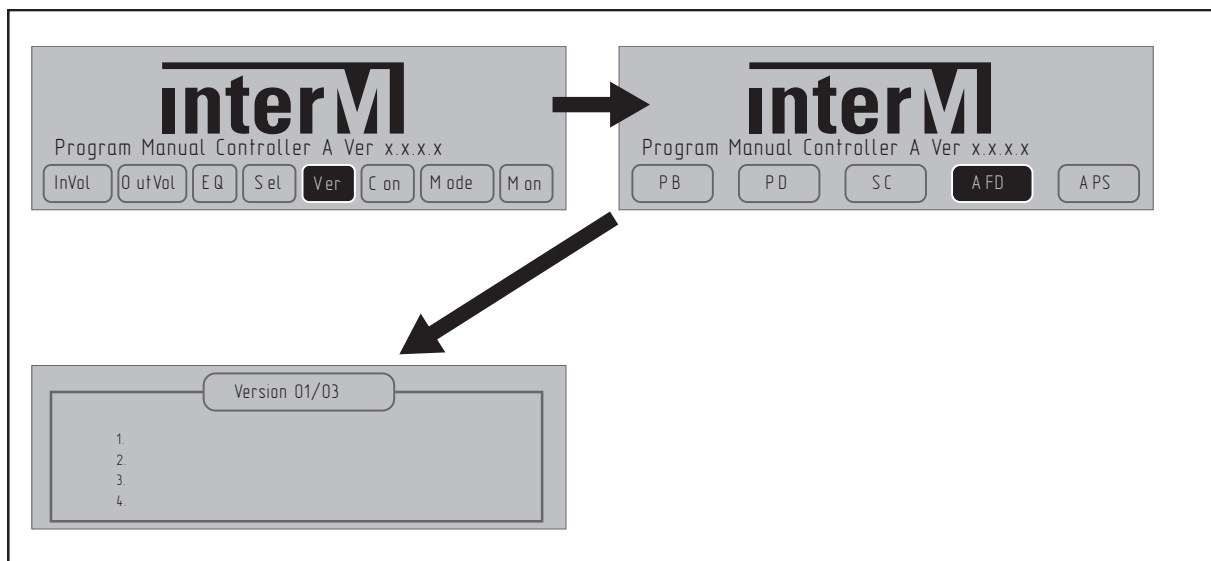 interM
Program Manual Controller A Ver x.x.x.x
InVol OutVol EQ Sel Ver Con Mode Mon
interM
Program Manual Controller A Ver x.x.x.x
PB PD SC AFD APS
Version 01/03
1.
2.
3.
4.